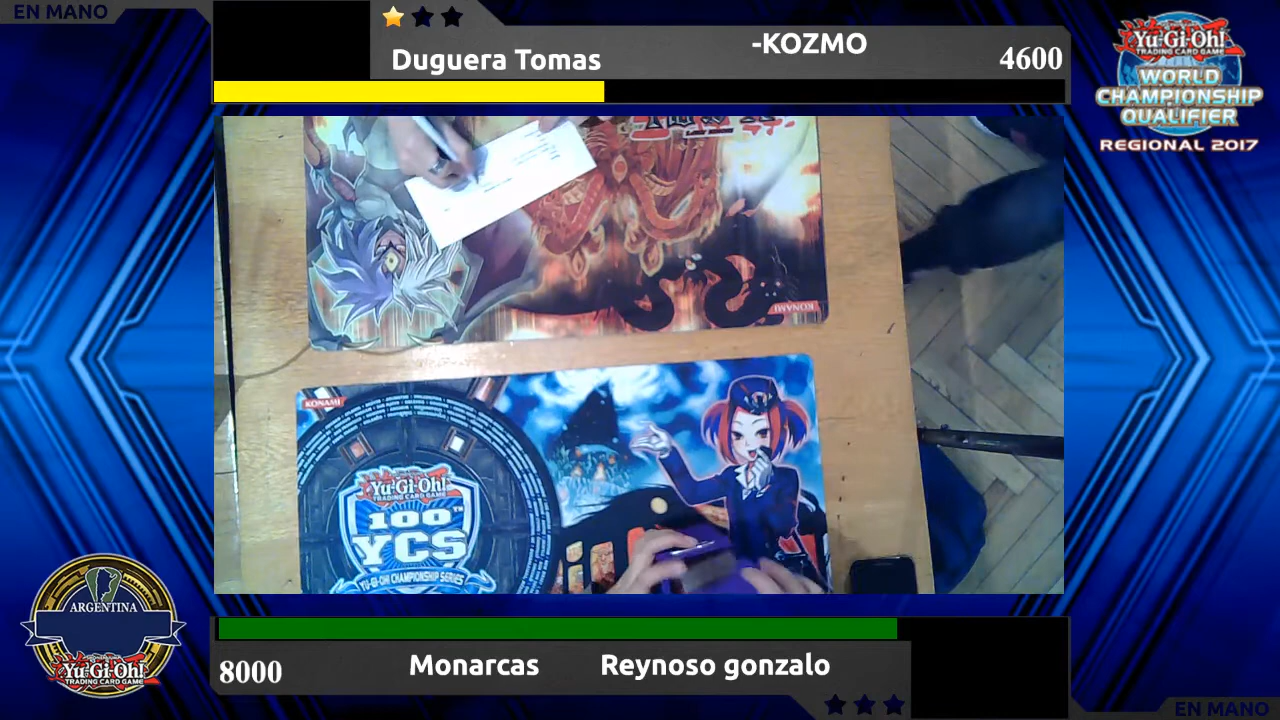 EN MANO
Duguera Tomas
-KOZMO
4600
Yu-Gi-Oh!
TRADING CARD GAME
WORLD
CHAMPIONSHIP
QUALIFIER
REGIONAL 2017
KONAMI
KONAMI
Yu-Gi-Oh!
TRADING CARD GAME
100™
YCS
YU-GI-OH! CHAMPIONSHIP SERIES
ARGENTINA
Yu-Gi-Oh!
TRADING CARD GAME
8000
Monarcas
Reynoso gonzalo
EN MANO